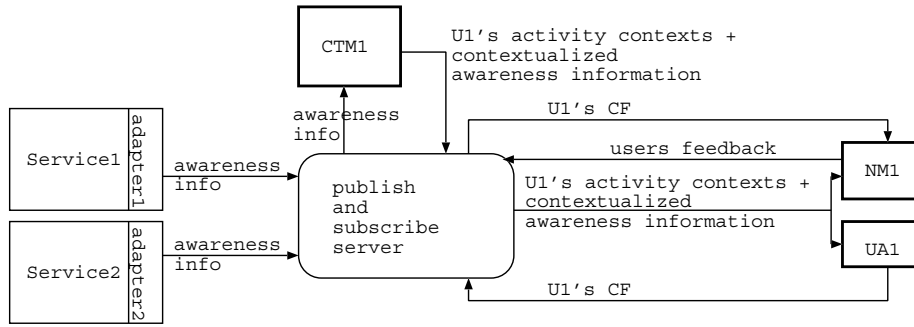 CTM1
U1's activity contexts +
contextualized
awareness information
awareness
info
U1's CF
Service1
adapter1
awareness
info
users feedback
NM1
publish
and
subscribe
server
U1's activity contexts +
contextualized
awareness information
Service2
adapter2
awareness
info
UA1
U1's CF